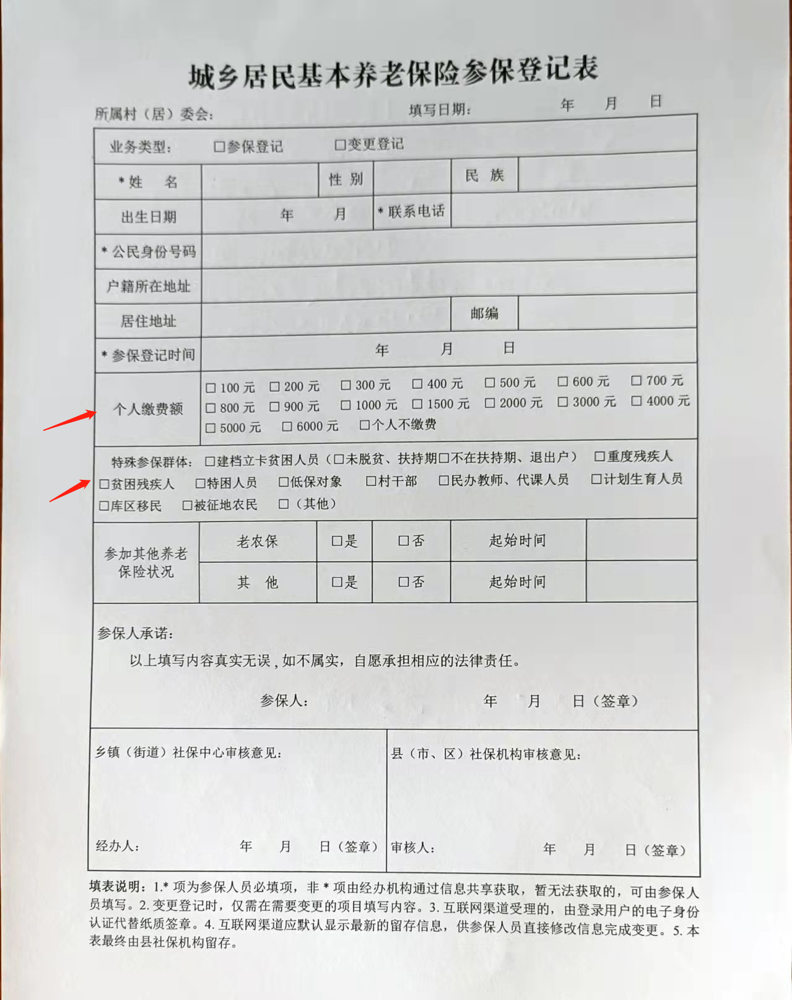 城乡居民基本养老保险参保登记表
所属村（居）委会： 填写日期： 年 月 日
业务类型： □参保登记 □变更登记
*姓 名 性 别 民 族
出生日期 年 月 *联系电话
*公民身份号码
户籍所在地址
居住地址 邮编
*参保登记时间 年 月 日
个人缴费额
□ 100 元 □ 200 元 □ 300 元 □ 400 元 □ 500 元 □ 600 元 □ 700 元
□ 800 元 □ 900 元 □ 1000 元 □ 1500 元 □ 2000 元 □ 3000 元 □ 4000 元
□ 5000 元 □ 6000 元 □个人不缴费
特殊参保群体： □建档立卡贫困人员（□未脱贫、扶持期□不在扶持期、退出户） □重度残疾人
□贫困残疾人 □特困人员 □低保对象 □村干部 □民办教师、代课人员 □计划生育人员
□库区移民 □被征地农民 □（其他）
参加其他养老
保险状况
老农保 □是 □否 起始时间
其 他 □是 □否 起始时间
参保人承诺：
以上填写内容真实无误，如不属实，自愿承担相应的法律责任。
参保人： 年 月 日（签章）
乡镇（街道）社保中心审核意见： 县（市、区）社保机构审核意见：
经办人： 年 月 日（签章） 审核人： 年 月 日（签章）
填表说明：1.* 项为参保人员必填项，非 * 项由经办机构通过信息共享获取，暂无法获取的，可由参保人
员填写。2. 变更登记时，仅需在需要变更的项目填写内容。3. 互联网渠道受理的，由登录用户的电子身份
认证代替纸质签章。4. 互联网渠道应默认显示最新的留存信息，供参保人员直接修改信息完成变更。5. 本
表最终由县社保机构留存。